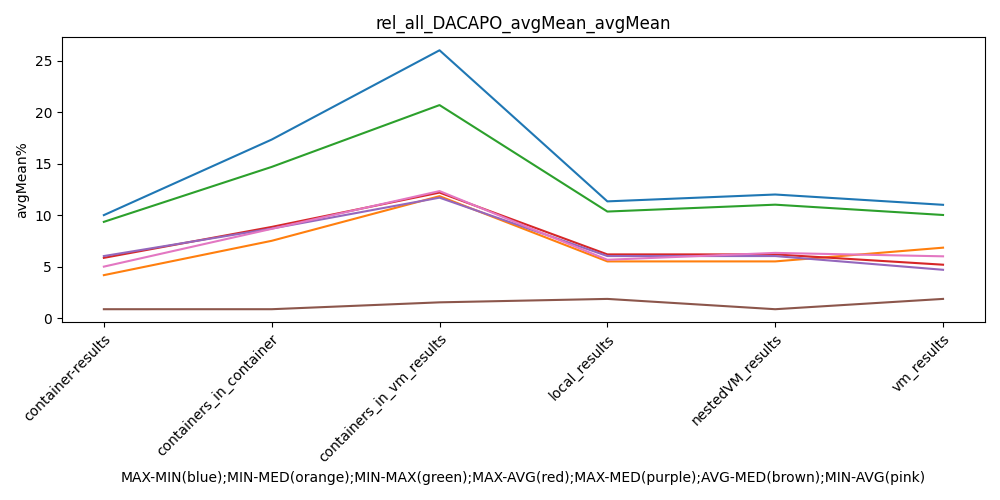 rel_all_DACAPO_avgMean_avgMean
avgMean%
25
20
15
10
5
0
container-results
containers_in_container
containers_in_vm_results
local_results
nestedVM_results
vm_results
MAX-MIN(blue);MIN-MED(orange);MIN-MAX(green);MAX-AVG(red);MAX-MED(purple);AVG-MED(brown);MIN-AVG(pink)